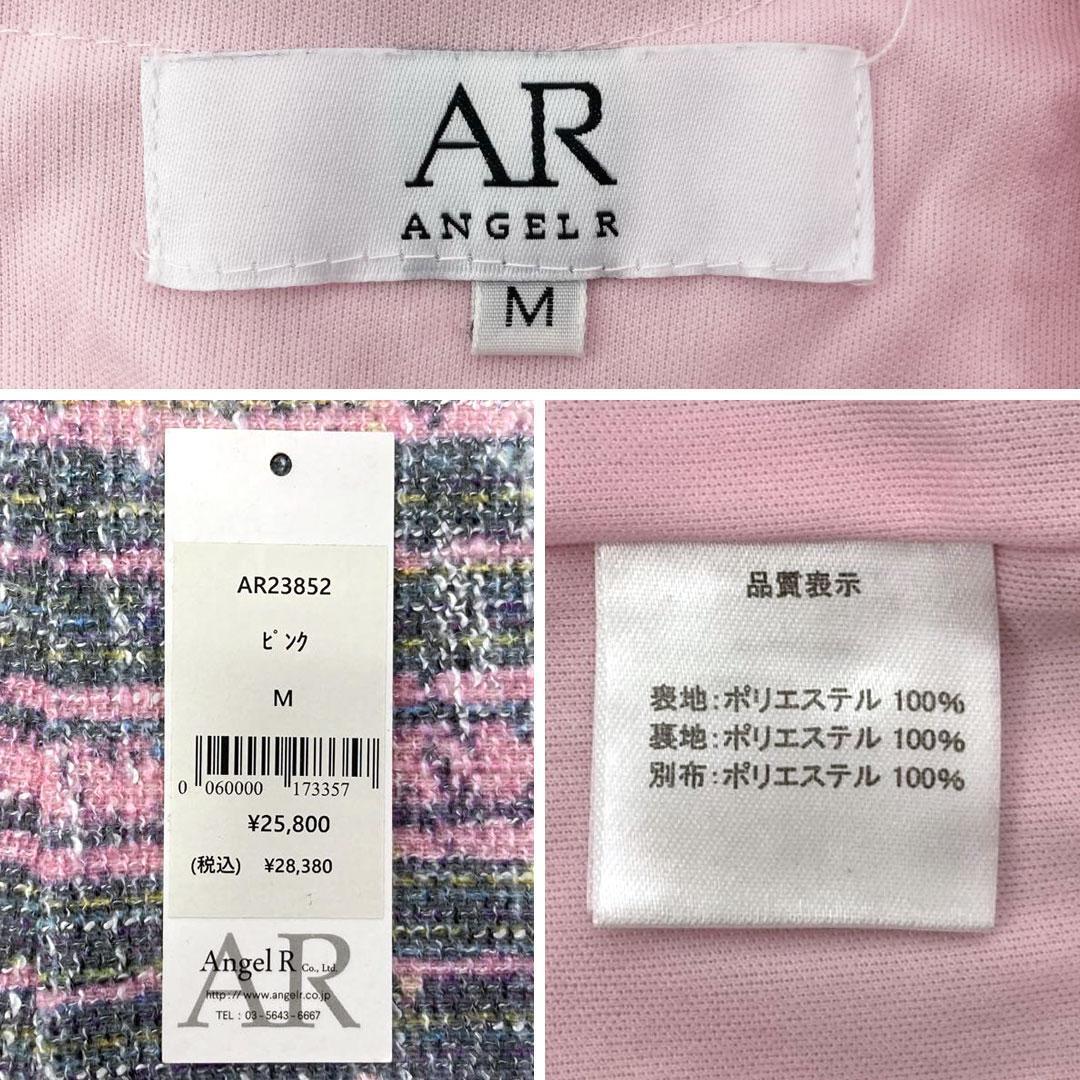 AR
ANGEL R
M
AR23852
ﾋﾟﾝｸ
M
0 060000 173357
¥25,800
(税込) ¥28,380
AR
Angel R Co., Ltd.
http://www.angelr.co.jp
TEL : 03-5643-6667
品質表示
表地:ポリエステル 100%
裏地:ポリエステル 100%
別布:ポリエステル 100%